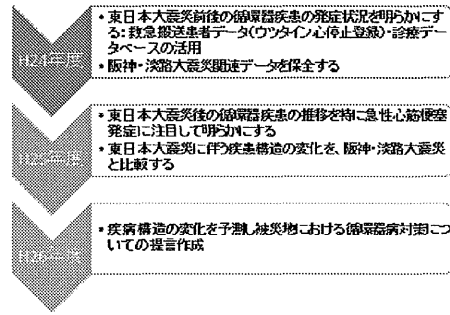 H24年度
・東日本大震災前後の循環器疾患の発症状況を明らかにす
る：救急搬送患者データ(ウツタイン心停止登録)・診療デー
タベースの活用
・阪神・淡路大震災関連データを保全する
H25年度
・東日本大震災後の循環器疾患の推移を特に急性心筋梗塞
発症に注目して明らかにする
・東日本大震災に伴う疾患構造の変化を、阪神・淡路大震災
と比較する
H26年度
・疾病構造の変化を予測し被災地における循環器病対策につ
いての提言作成